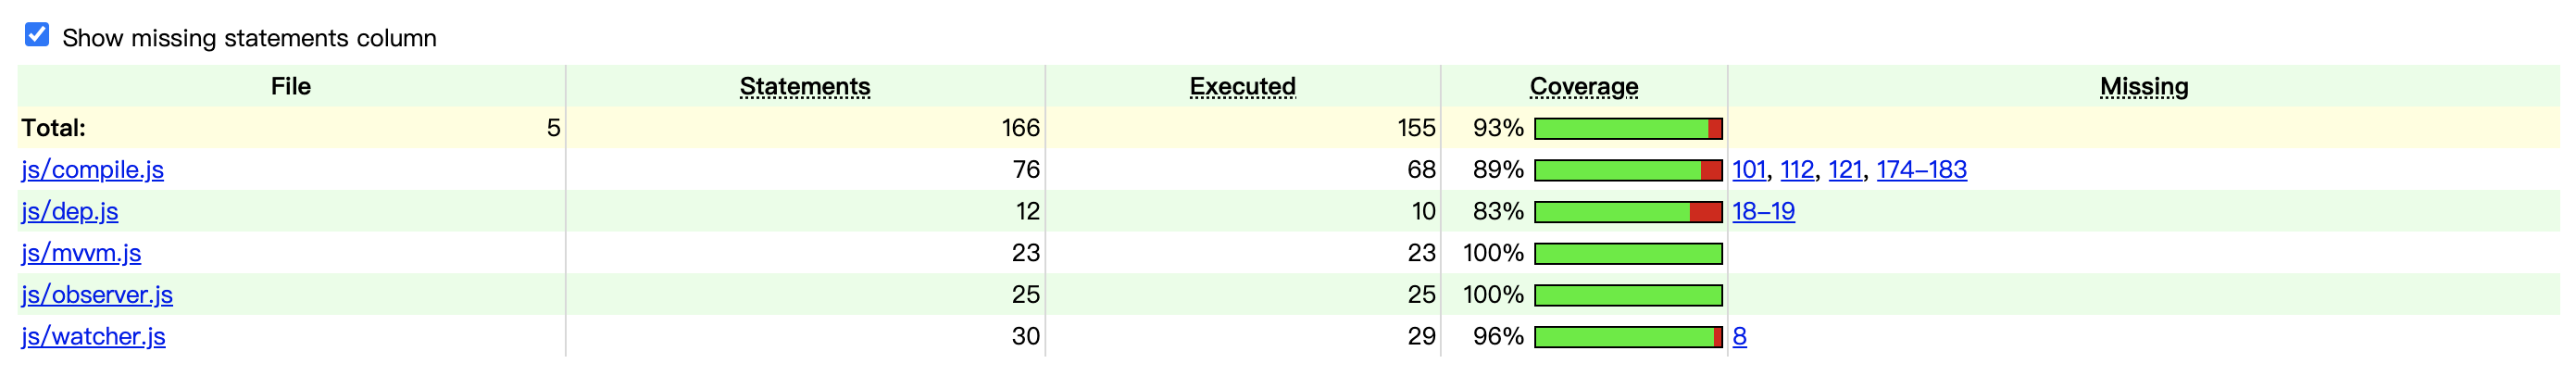 Show missing statements column
File Statements Executed Coverage Missing
Total: 5 166 155 93%
js/compile.js 76 68 89% 101, 112, 121, 174–183
js/dep.js 12 10 83% 18–19
js/mvvm.js 23 23 100%
js/observer.js 25 25 100%
js/watcher.js 30 29 96% 8